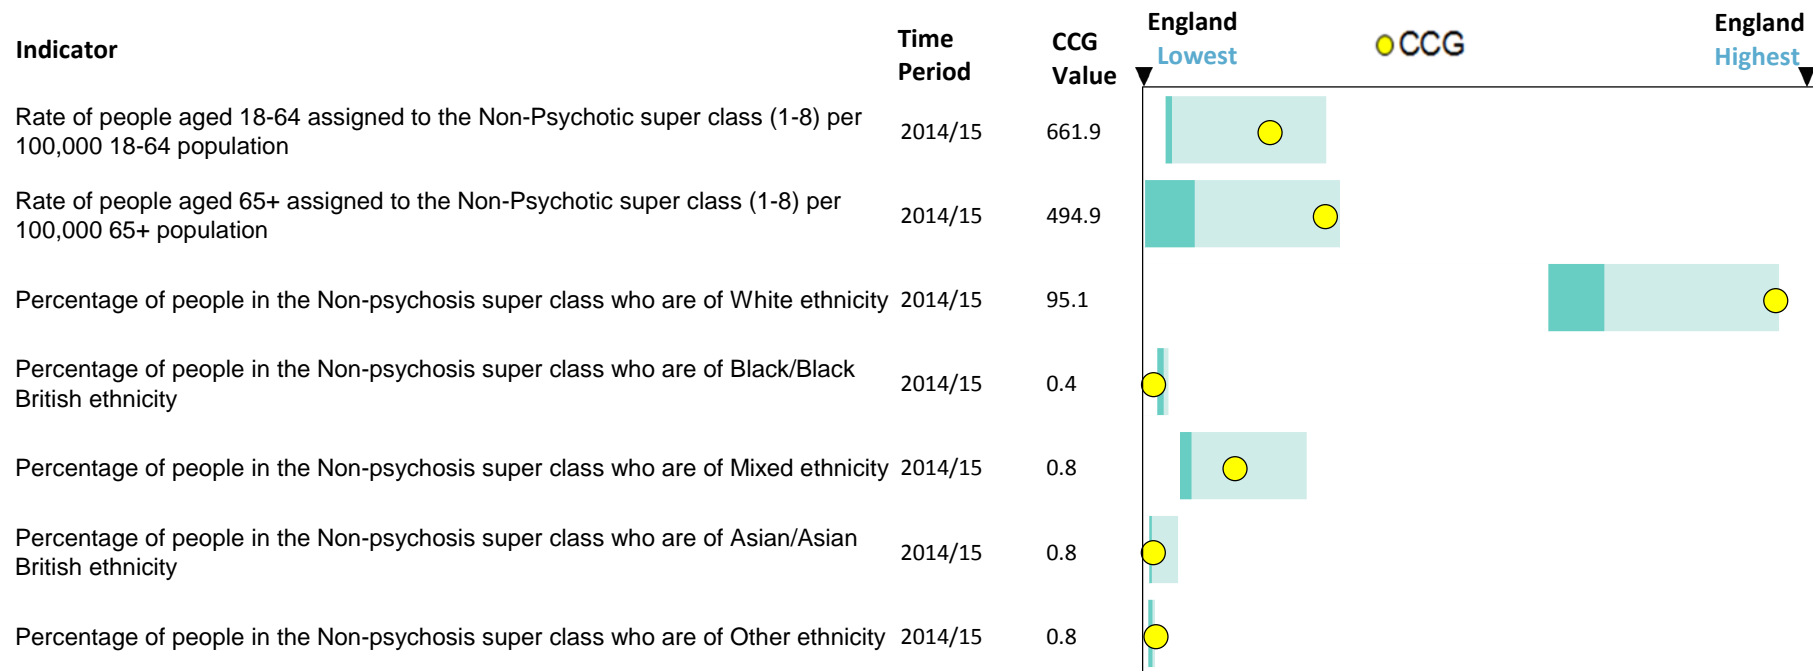 Indicator
Time
Period
CCG
Value
England
Lowest
CCG
England
Highest
Rate of people aged 18-64 assigned to the Non-Psychotic super class (1-8) per
100,000 18-64 population
2014/15
661.9
Rate of people aged 65+ assigned to the Non-Psychotic super class (1-8) per
100,000 65+ population
2014/15
494.9
Percentage of people in the Non-psychosis super class who are of White ethnicity
2014/15
95.1
Percentage of people in the Non-psychosis super class who are of Black/Black
British ethnicity
2014/15
0.4
Percentage of people in the Non-psychosis super class who are of Mixed ethnicity
2014/15
0.8
Percentage of people in the Non-psychosis super class who are of Asian/Asian
British ethnicity
2014/15
0.8
Percentage of people in the Non-psychosis super class who are of Other ethnicity
2014/15
0.8